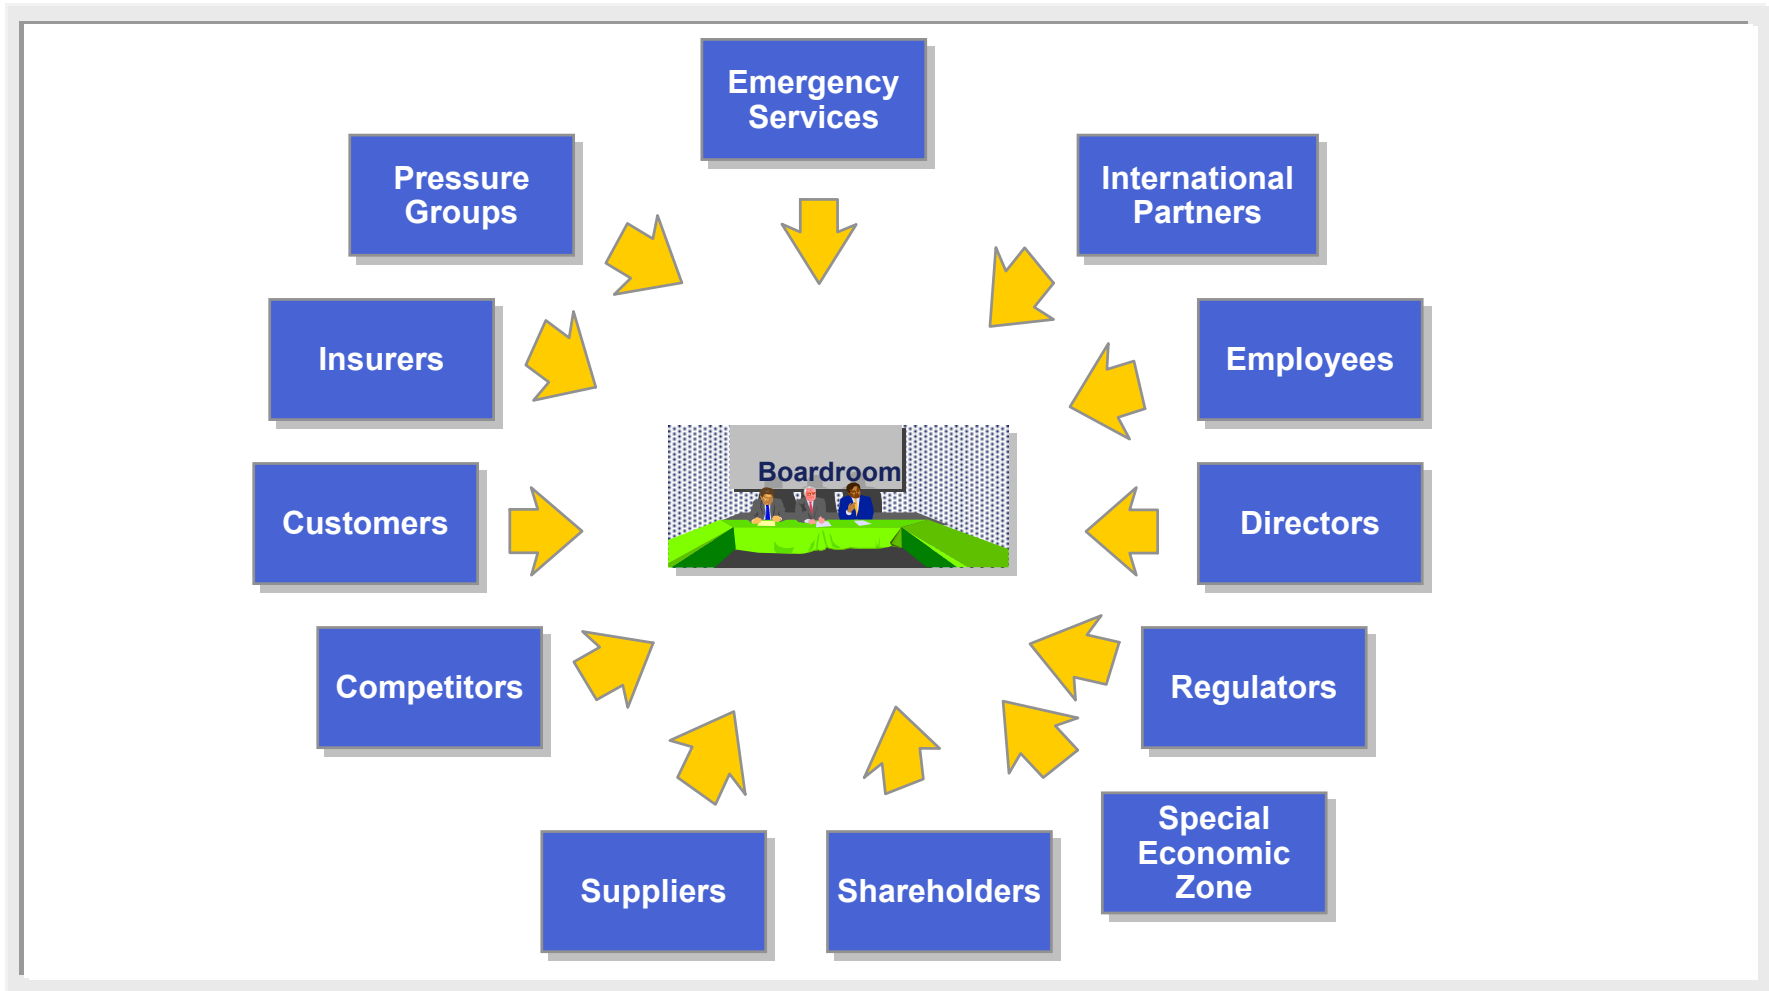 Emergency
Services
Pressure
Groups
International
Partners
Insurers
Employees
Boardroom
Customers
Directors
Competitors
Regulators
Special
Economic
Zone
Suppliers
Shareholders